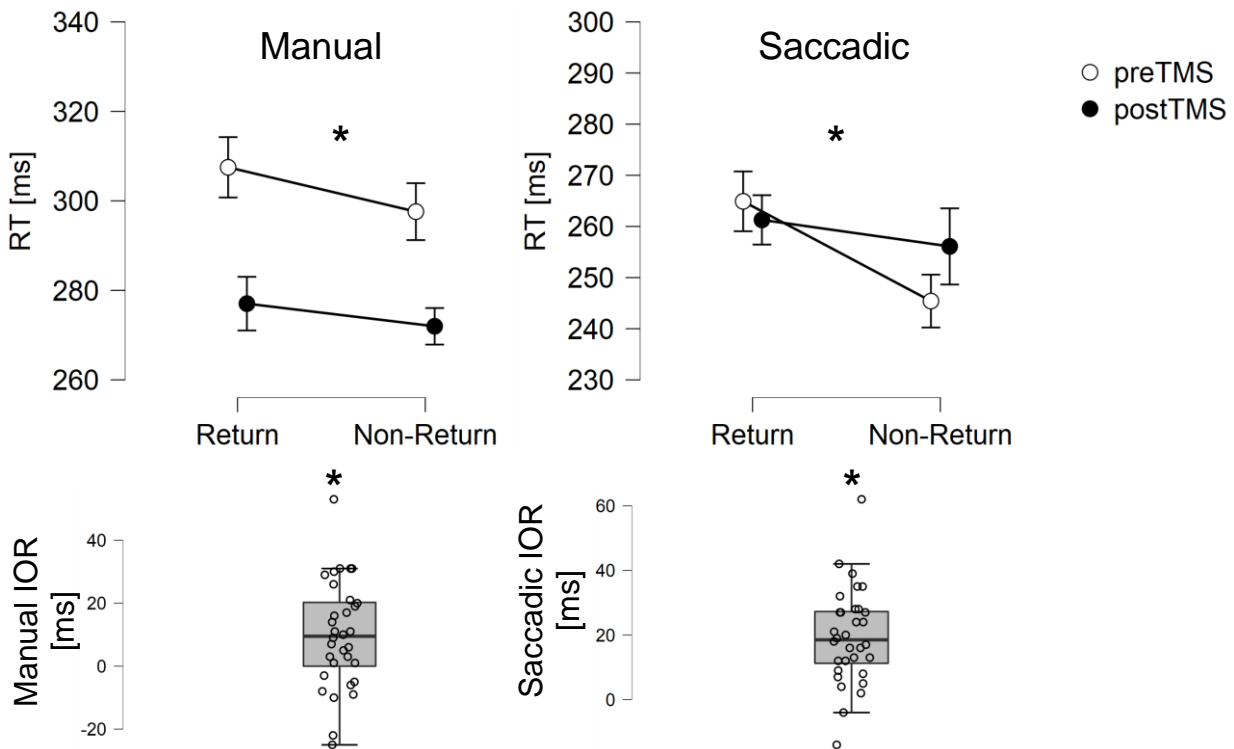 Manual
RT [ms]
340
320
300
280
260
*
Return
Non-Return
Saccadic
RT [ms]
300
290
280
270
260
250
240
230
*
Return
Non-Return
preTMS
postTMS
*
Manual IOR
[ms]
40
20
0
-20
*
Saccadic IOR
[ms]
60
40
20
0